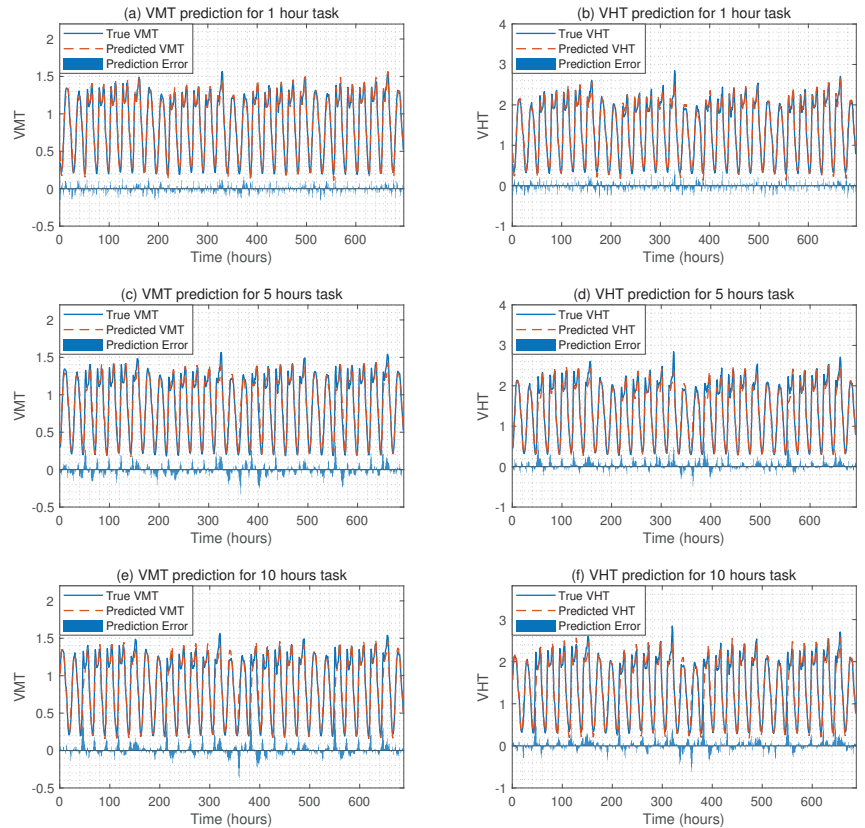 (a) VMT prediction for 1 hour task
2
1.5
1
0.5
0
-0.5
VMT
True VMT
Predicted VMT
Prediction Error
0 100 200 300 400 500 600
Time (hours)
(b) VHT prediction for 1 hour task
4
3
2
1
0
-1
VHT
True VHT
Predicted VHT
Prediction Error
0 100 200 300 400 500 600
Time (hours)
(c) VMT prediction for 5 hours task
2
1.5
1
0.5
0
-0.5
VMT
True VMT
Predicted VMT
Prediction Error
0 100 200 300 400 500 600
Time (hours)
(d) VHT prediction for 5 hours task
4
3
2
1
0
-1
VHT
True VHT
Predicted VHT
Prediction Error
0 100 200 300 400 500 600
Time (hours)
(e) VMT prediction for 10 hours task
2
1.5
1
0.5
0
-0.5
VMT
True VMT
Predicted VMT
Prediction Error
0 100 200 300 400 500 600
Time (hours)
(f) VHT prediction for 10 hours task
3
2
1
0
-1
VHT
True VHT
Predicted VHT
Prediction Error
0 100 200 300 400 500 600
Time (hours)